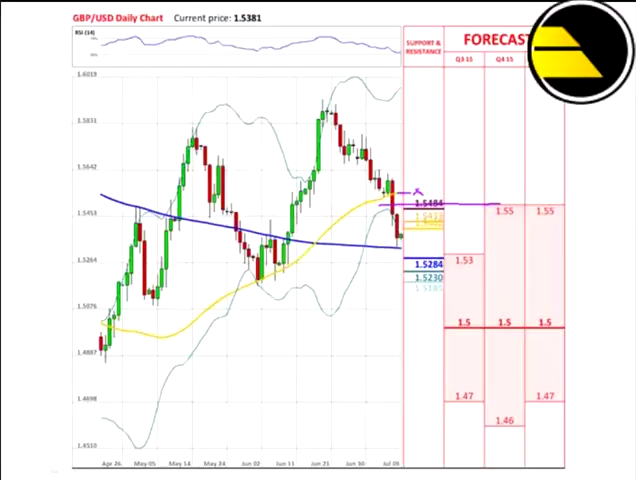 GBP/USD Daily Chart Current price: 1.5381
RSI (14)
SUPPORT &
RESISTANCE
FORECAST
Q3 15 Q4 15
1.6019
1.5831
1.5642
1.5453
1.5264
1.5076
1.4887
1.4698
1.4510
1.5484
1.5284
1.5230
1.5185
1.55 1.55
1.53
1.5 1.5 1.5
1.47 1.47
1.46
Apr 26 May 05 May 14 May 24 Jun 02 Jun 11 Jun 21 Jun 30 Jul 09